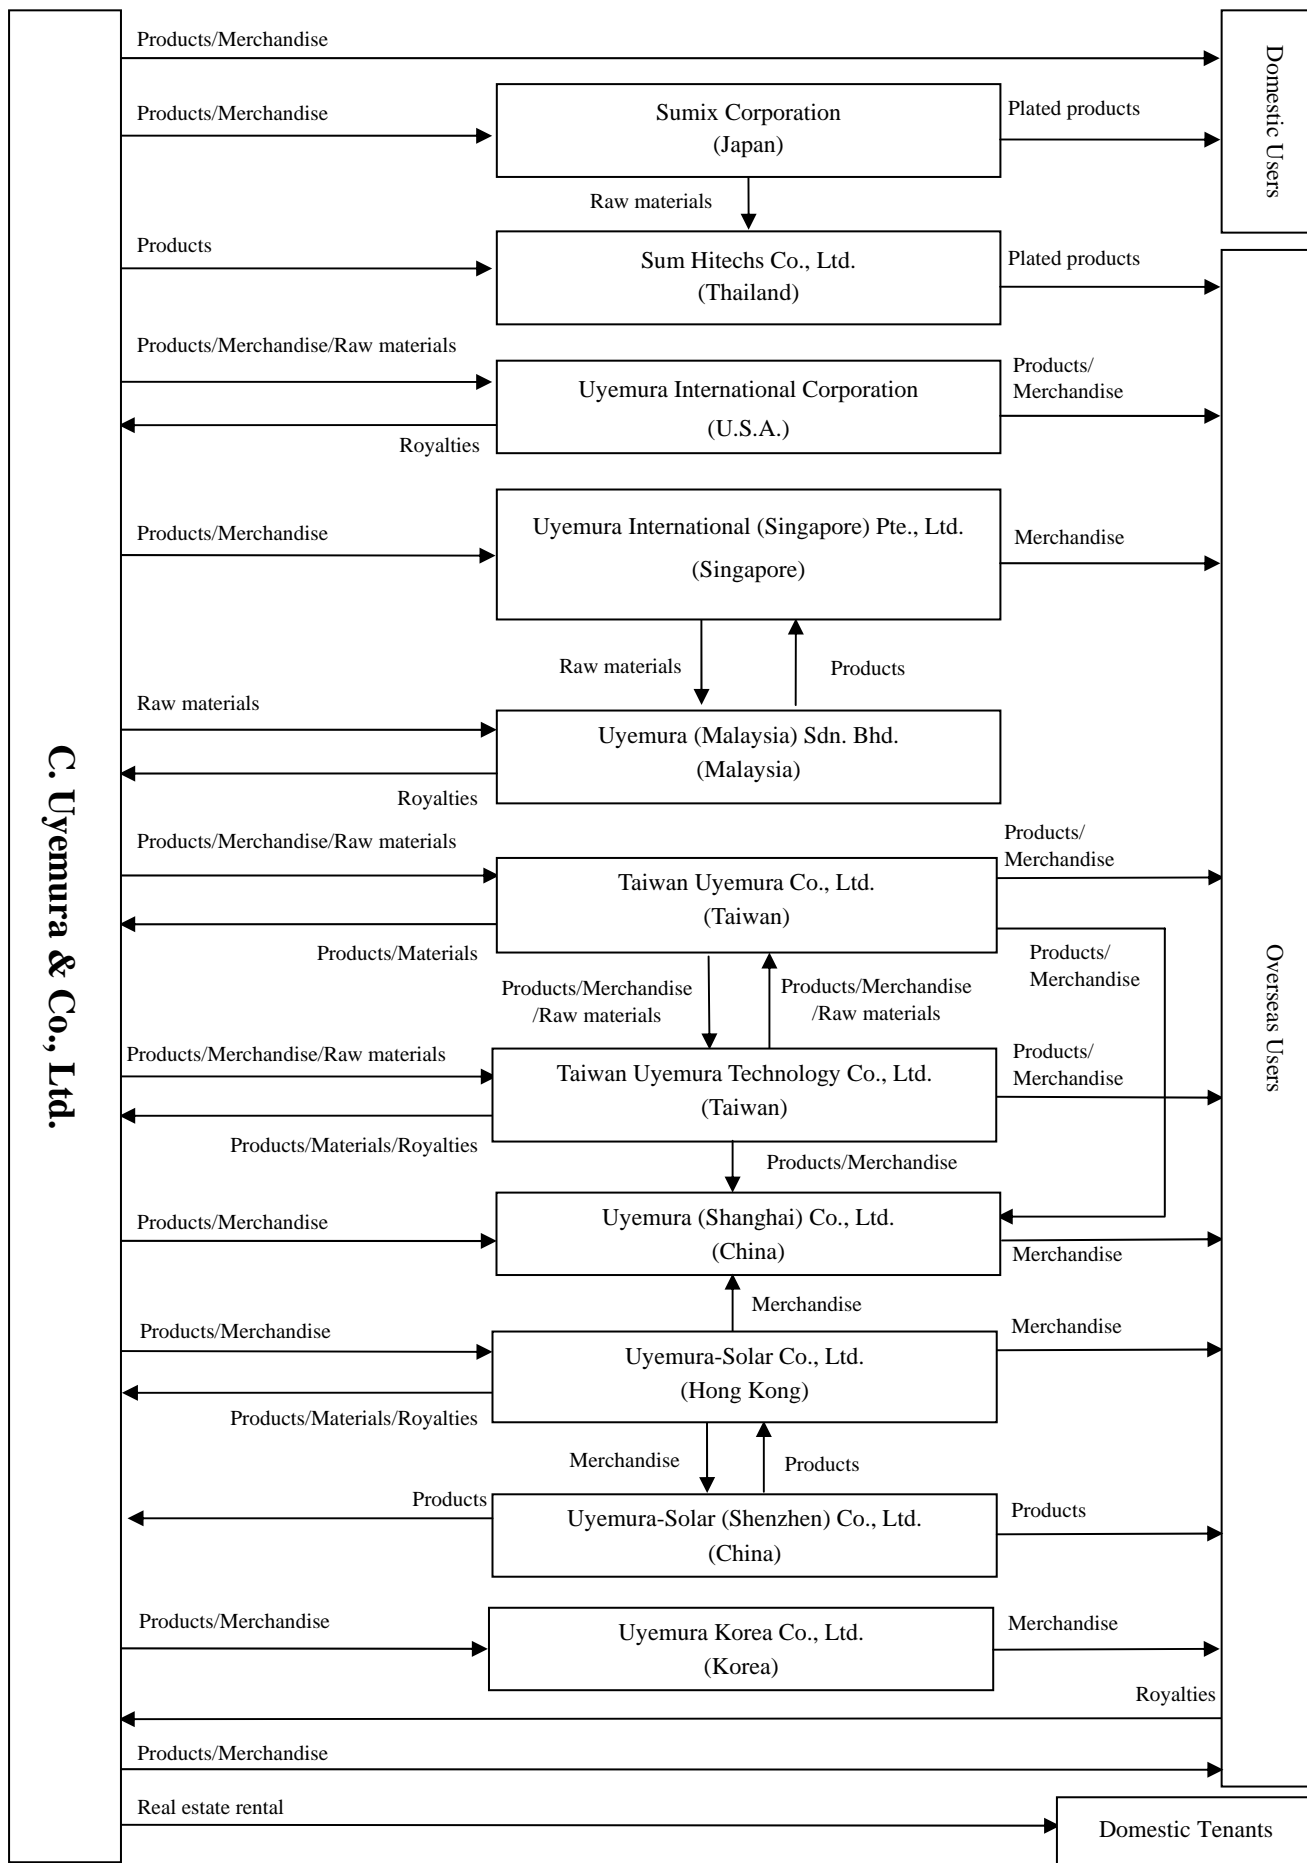 C. Uyemura & Co., Ltd.
Products/Merchandise
Domestic Users
Products/Merchandise
Sumix Corporation
(Japan)
Plated products
Raw materials
Products
Sum Hitechs Co., Ltd.
(Thailand)
Plated products
Overseas Users
Products/Merchandise/Raw materials
Uyemura International Corporation
(U.S.A.)
Products/
Merchandise
Royalties
Products/Merchandise
Uyemura International (Singapore) Pte., Ltd.
(Singapore)
Merchandise
Raw materials
Products
Raw materials
Uyemura (Malaysia) Sdn. Bhd.
(Malaysia)
Royalties
Products/Merchandise/Raw materials
Taiwan Uyemura Co., Ltd.
(Taiwan)
Products/
Merchandise
Products/Materials
Products/
Merchandise
Products/Merchandise
/Raw materials
Products/Merchandise
/Raw materials
Products/Merchandise/Raw materials
Taiwan Uyemura Technology Co., Ltd.
(Taiwan)
Products/
Merchandise
Products/Materials/Royalties
Products/Merchandise
Products/Merchandise
Uyemura (Shanghai) Co., Ltd.
(China)
Merchandise
Merchandise
Products/Merchandise
Uyemura-Solar Co., Ltd.
(Hong Kong)
Merchandise
Products/Materials/Royalties
Merchandise
Products
Products
Uyemura-Solar (Shenzhen) Co., Ltd.
(China)
Products
Products/Merchandise
Uyemura Korea Co., Ltd.
(Korea)
Merchandise
Royalties
Products/Merchandise
Real estate rental
Domestic Tenants